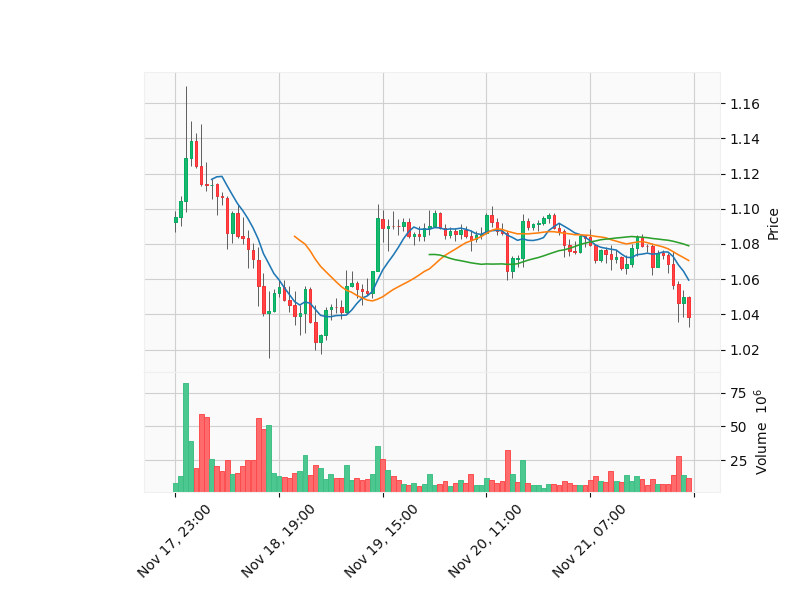 1.16
1.14
1.12
1.10
1.08
1.06
1.04
1.02
Price
75
50
25
Volume 10^6
Nov 17, 23:00
Nov 18, 19:00
Nov 19, 15:00
Nov 20, 11:00
Nov 21, 07:00